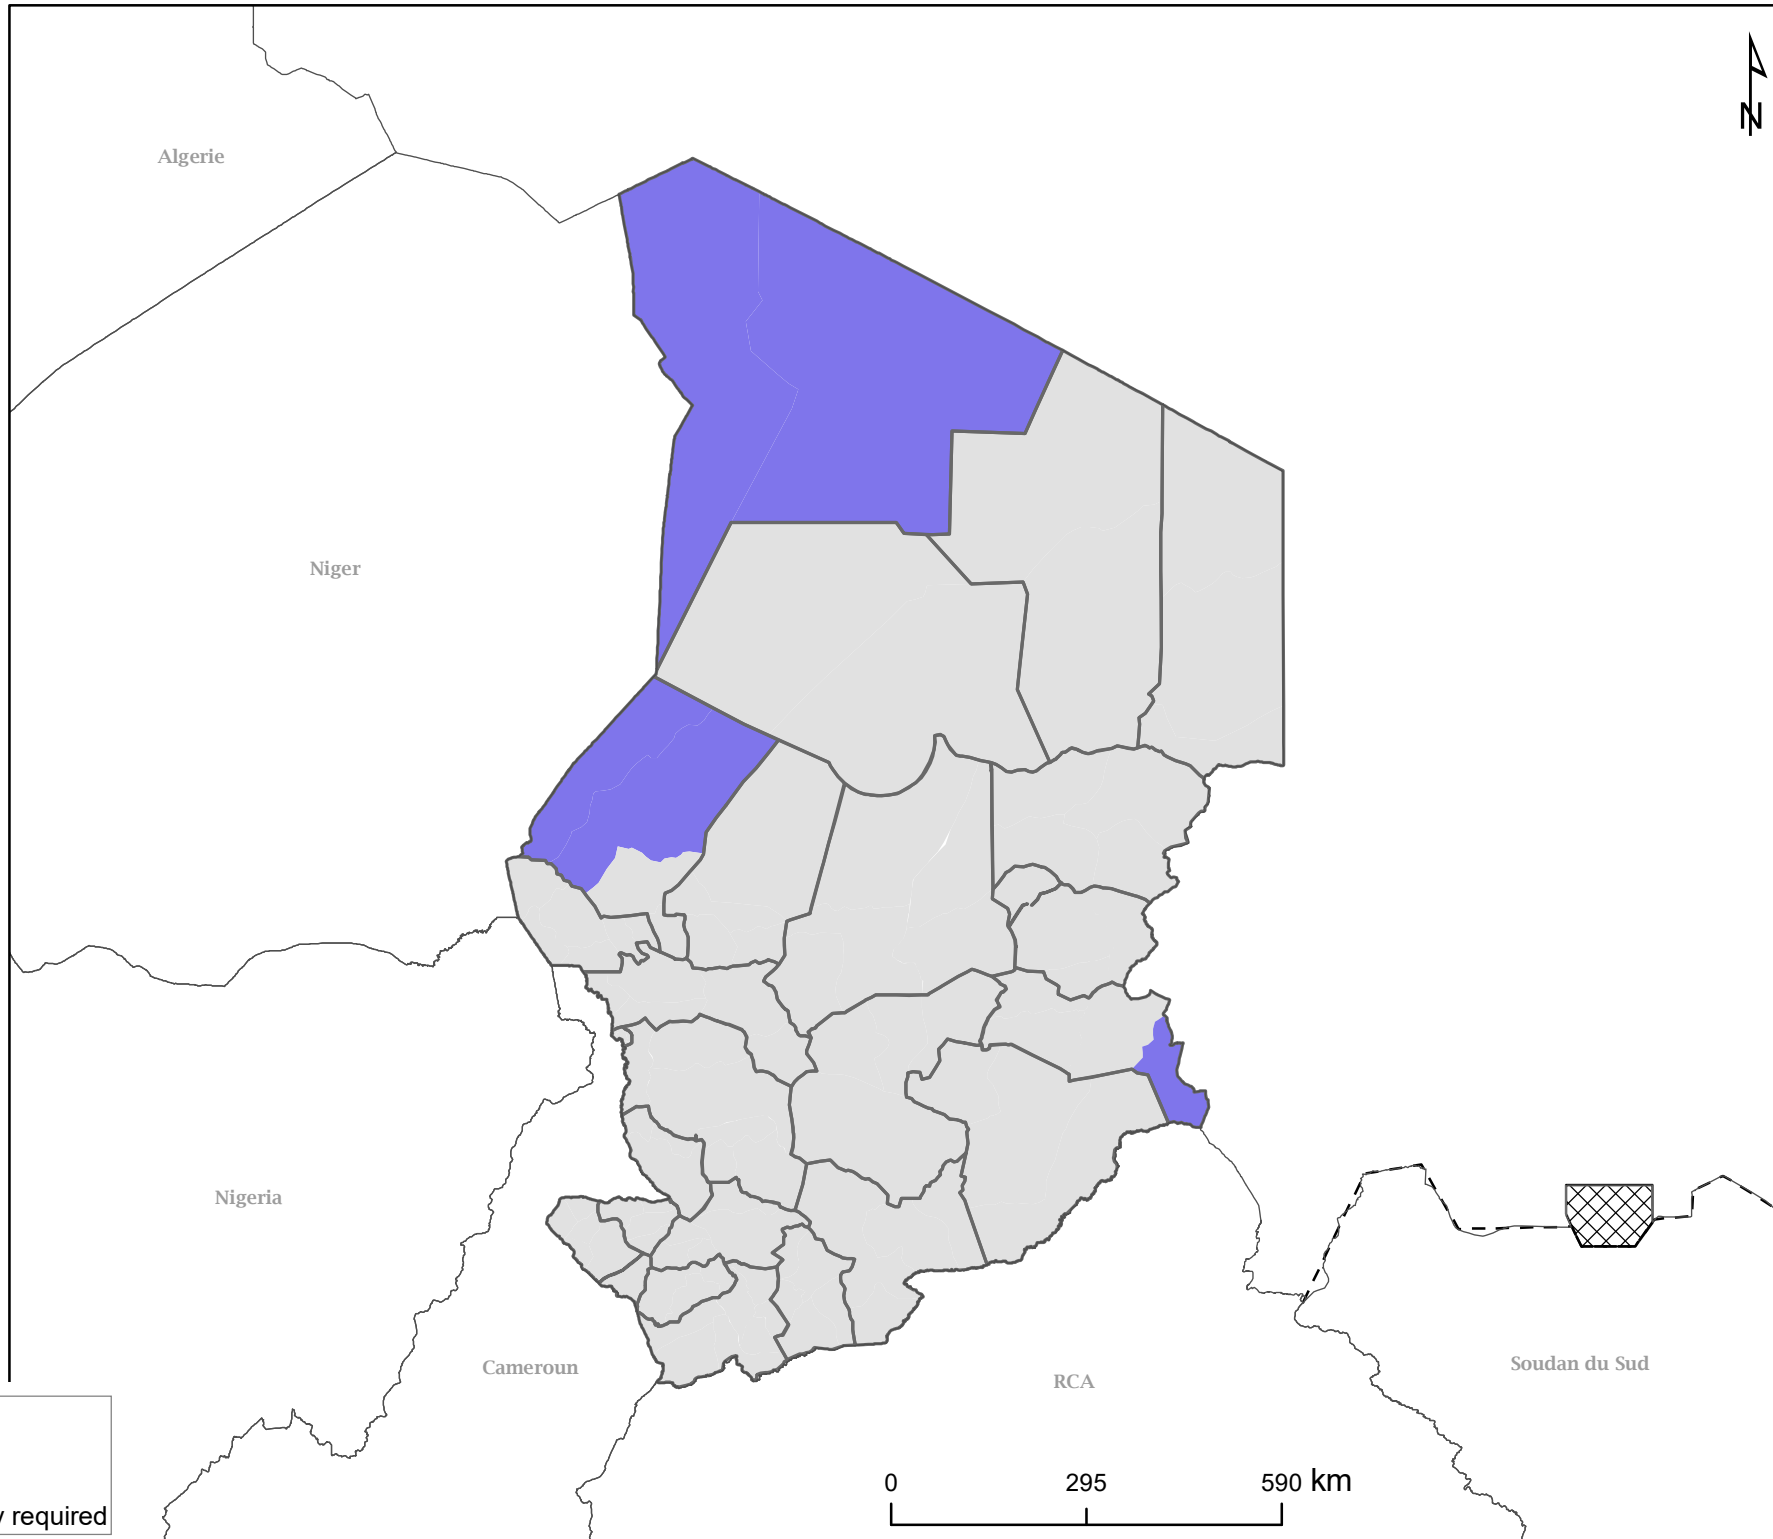 N
Algerie
Niger
Nigeria
Cameroun
RCA
Soudan du Sud
0 295 590 km
required